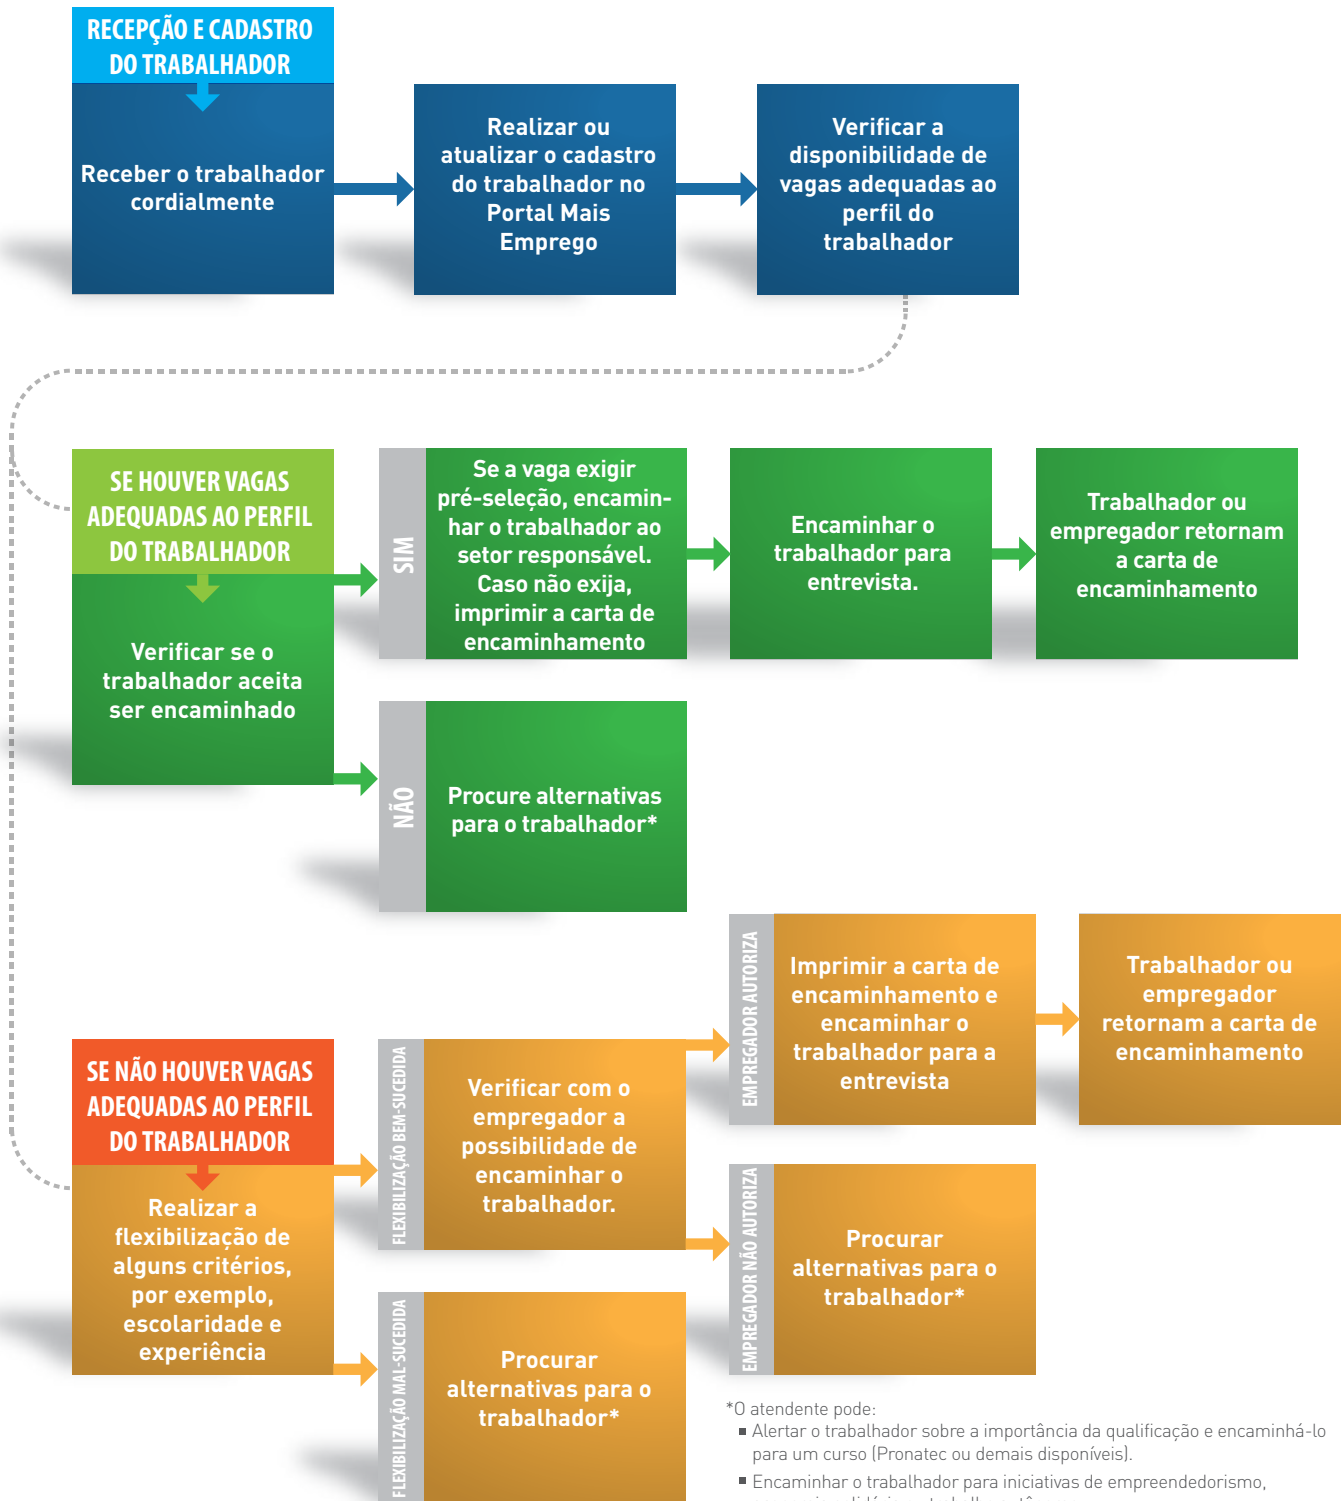 RECEPÇÃO E CADASTRO
DO TRABALHADOR
Receber o trabalhador
cordialmente
Realizar ou
atualizar o cadastro
do trabalhador no
Portal Mais
Emprego
Verificar a
disponibilidade de
vagas adequadas ao
perfil do
trabalhador
SE HOUVER VAGAS
ADEQUADAS AO PERFIL
DO TRABALHADOR
Verificar se o
trabalhador aceita
ser encaminhado
SIM
Se a vaga exigir
pré-seleção, encamin-
har o trabalhador ao
setor responsável.
Caso não exija,
imprimir a carta de
encaminhamento
Encaminhar o
trabalhador para
entrevista.
Trabalhador ou
empregador retornam
a carta de
encaminhamento
NÃO
Procure alternativas
para o trabalhador*
SE NÃO HOUVER VAGAS
ADEQUADAS AO PERFIL
DO TRABALHADOR
Realizar a
flexibilização de
alguns critérios,
por exemplo,
escolaridade e
experiência
FLEXIBILIZAÇÃO BEM-SUCEDIDA
Verificar com o
empregador a
possibilidade de
encaminhar o
trabalhador.
EMPREGADOR AUTORIZA
Imprimir a carta de
encaminhamento e
encaminhar o
trabalhador para a
entrevista
Trabalhador ou
empregador
retornam a carta de
encaminhamento
EMPREGADOR NÃO AUTORIZA
Procurar
alternativas para o
trabalhador*
FLEXIBILIZAÇÃO MAL-SUCEDIDA
Procurar
alternativas para o
trabalhador*
*O atendente pode:
▪ Alertar o trabalhador sobre a importância da qualificação e encaminhá-lo
para um curso (Pronatec ou demais disponíveis).
▪ Encaminhar o trabalhador para iniciativas de empreendedorismo,